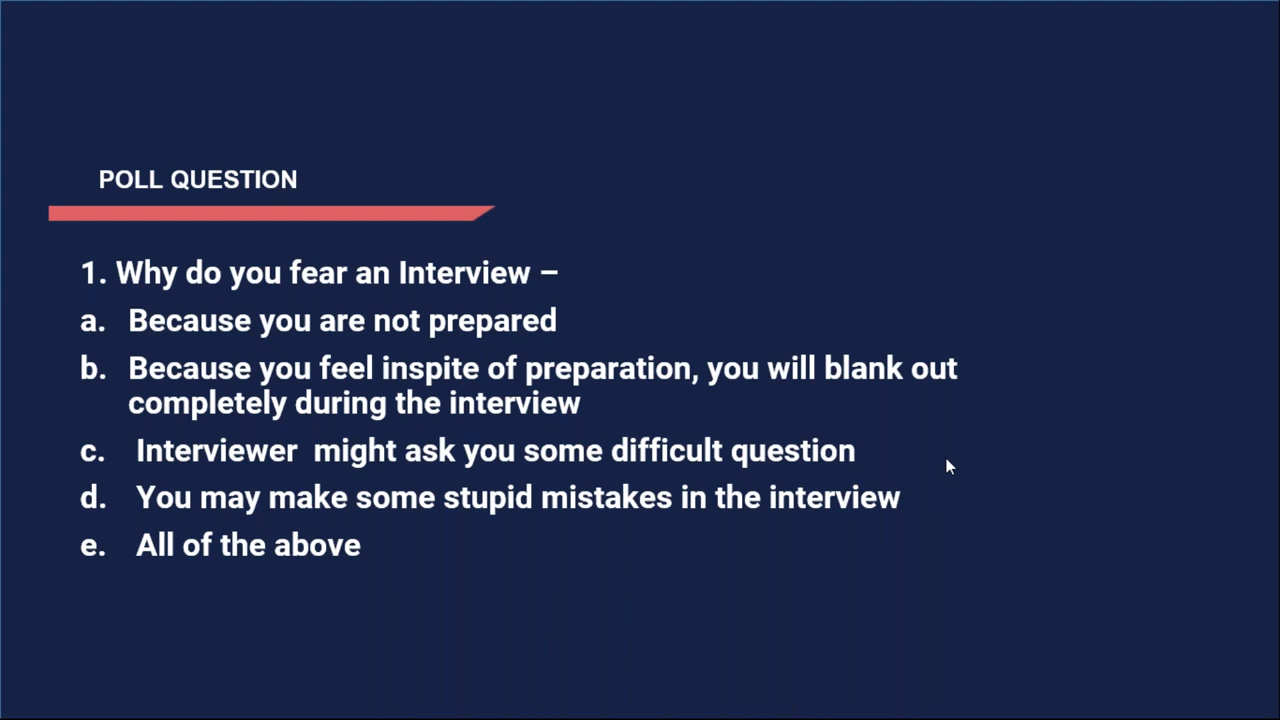 POLL QUESTION
1. Why do you fear an Interview –
a. Because you are not prepared
b. Because you feel inspite of preparation, you will blank out
completely during the interview
c. Interviewer might ask you some difficult question
d. You may make some stupid mistakes in the interview
e. All of the above